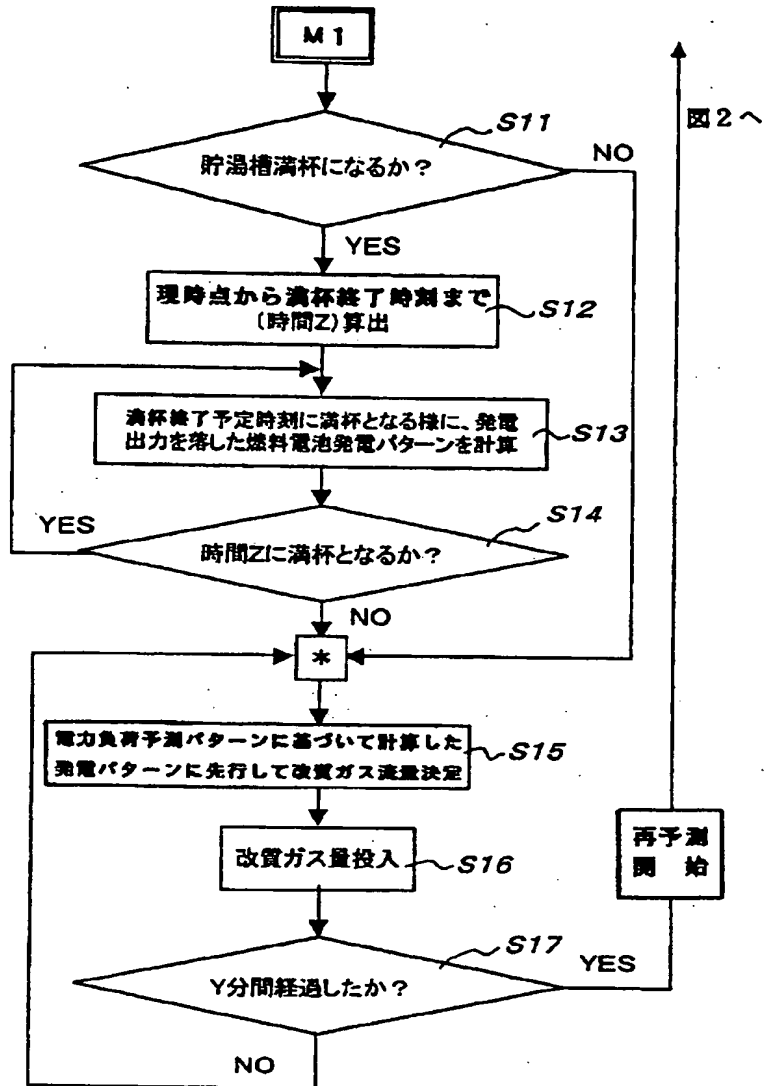 M1
図2へ
S11
貯湯槽満杯になるか?
NO
YES
現時点から満杯終了時刻まで
(時間Z)算出
S12
満杯終了予定時刻に満杯となる様に、発電
出力を落した燃料電池発電パターンを計算
S13
YES
S14
時間Zに満杯となるか?
NO
*
電力負荷予測パターンに基づいて計算した
発電パターンに先行して改質ガス流量決定
S15
改質ガス量投入
S16
再予測
開 始
S17
Y分間経過したか?
YES
NO